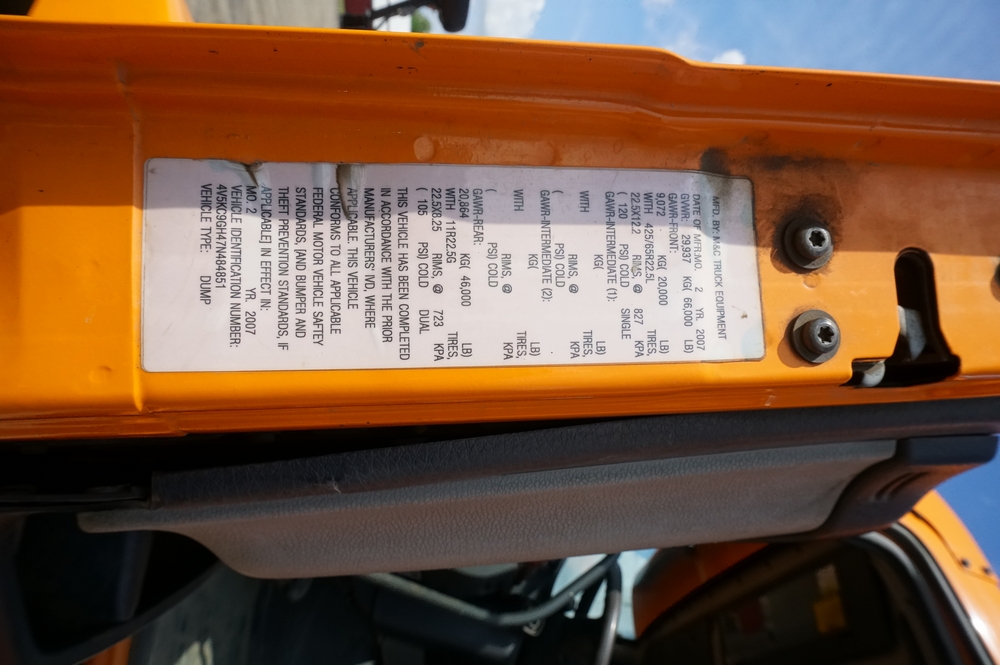 MFD. BY: M&C TRUCK EQUIPMENT
DATE OF MFR.MO. 2 YR. 2007
GVWR: 29,937 KG( 66,000 LB)
GAWR-FRONT:
9,072 KG( 20,000 LB)
WITH 425/65R22.5L TIRES,
22.5X12.2 RIMS, @ 827 KPA
( 120 PSI) COLD SINGLE
GAWR-INTERMEDIATE (1):
KG( LB)
WITH TIRES,
RIMS, @ KPA
( PSI) COLD
GAWR-INTERMEDIATE (2):
KG( LB)
WITH TIRES,
RIMS, @ KPA
( PSI) COLD
GAWR-REAR:
20,864 KG( 46,000 LB)
WITH 11R22.5G TIRES,
22.5X8.25 RIMS, @ 723 KPA
( 105 PSI) COLD DUAL
THIS VEHICLE HAS BEEN COMPLETED
IN ACCORDANCE WITH THE PRIOR
MANUFACTURERS' IVD, WHERE
APPLICABLE. THIS VEHICLE
CONFORMS TO ALL APPLICABLE
FEDERAL MOTOR VEHICLE SAFTEY
STANDARDS, [AND BUMPER AND
THEFT PREVENTION STANDARDS, IF
APPLICABLE] IN EFFECT IN:
MO. 2 YR. 2007
VEHICLE IDENTIFICATION NUMBER:
4V5KC9GH47N484851
VEHICLE TYPE: DUMP